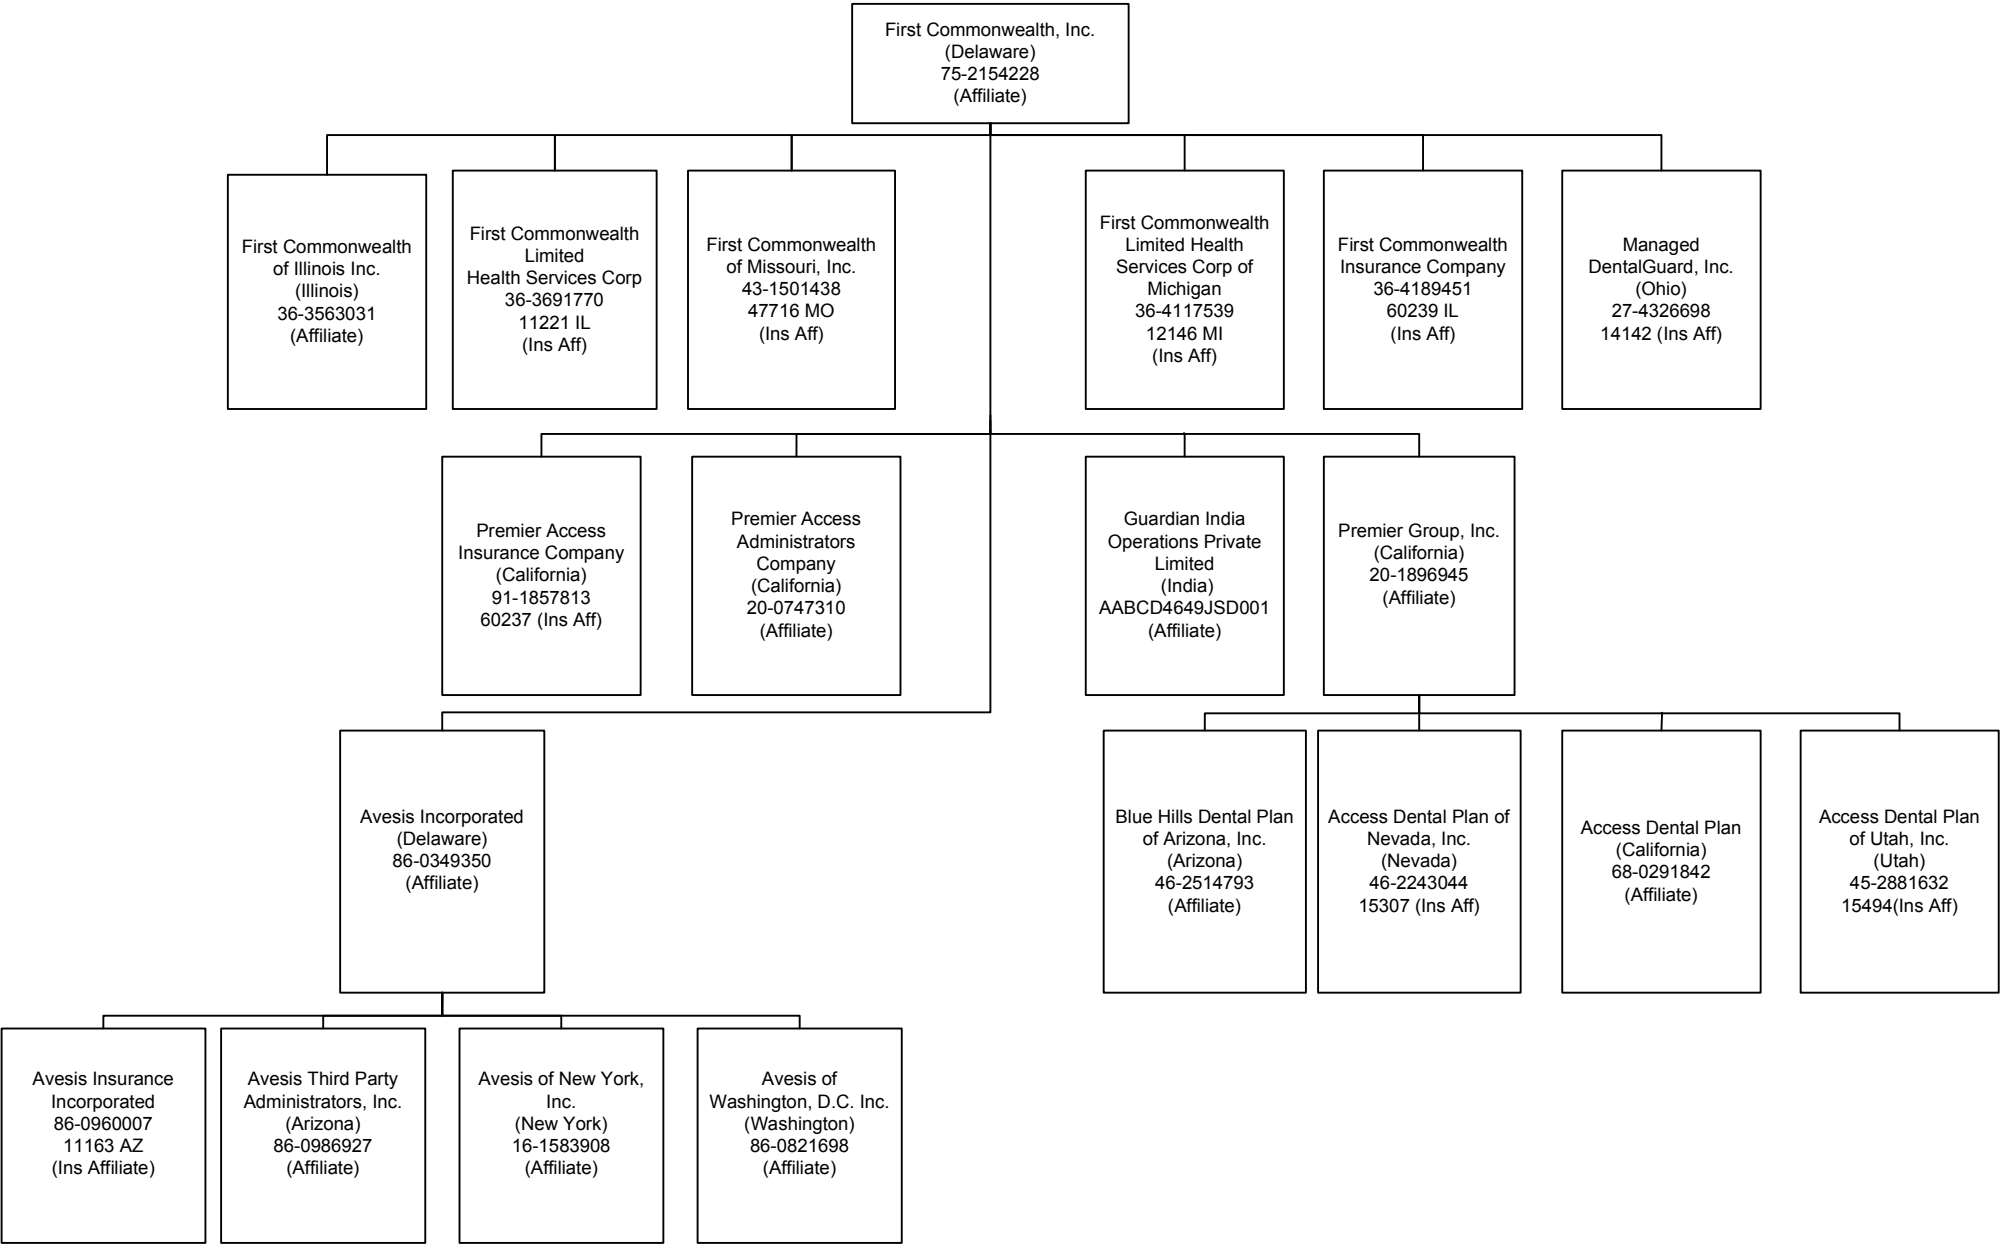 First Commonwealth, Inc.
(Delaware)
75-2154228
(Affiliate)
First Commonwealth
of Illinois Inc.
(Illinois)
36-3563031
(Affiliate)
First Commonwealth
Limited
Health Services Corp
36-3691770
11221 IL
(Ins Aff)
First Commonwealth
of Missouri, Inc.
43-1501438
47716 MO
(Ins Aff)
First Commonwealth
Limited Health
Services Corp of
Michigan
36-4117539
12146 MI
(Ins Aff)
First Commonwealth
Insurance Company
36-4189451
60239 IL
(Ins Aff)
Managed
DentalGuard, Inc.
(Ohio)
27-4326698
14142 (Ins Aff)
Premier Access
Insurance Company
(California)
91-1857813
60237 (Ins Aff)
Premier Access
Administrators
Company
(California)
20-0747310
(Affiliate)
Guardian India
Operations Private
Limited
(India)
AABCD4649JSD001
(Affiliate)
Premier Group, Inc.
(California)
20-1896945
(Affiliate)
Avesis Incorporated
(Delaware)
86-0349350
(Affiliate)
Blue Hills Dental Plan
of Arizona, Inc.
(Arizona)
46-2514793
(Affiliate)
Access Dental Plan of
Nevada, Inc.
(Nevada)
46-2243044
15307 (Ins Aff)
Access Dental Plan
(California)
68-0291842
(Affiliate)
Access Dental Plan
of Utah, Inc.
(Utah)
45-2881632
15494(Ins Aff)
Avesis Insurance
Incorporated
86-0960007
11163 AZ
(Ins Affiliate)
Avesis Third Party
Administrators, Inc.
(Arizona)
86-0986927
(Affiliate)
Avesis of New York,
Inc.
(New York)
16-1583908
(Affiliate)
Avesis of
Washington, D.C. Inc.
(Washington)
86-0821698
(Affiliate)